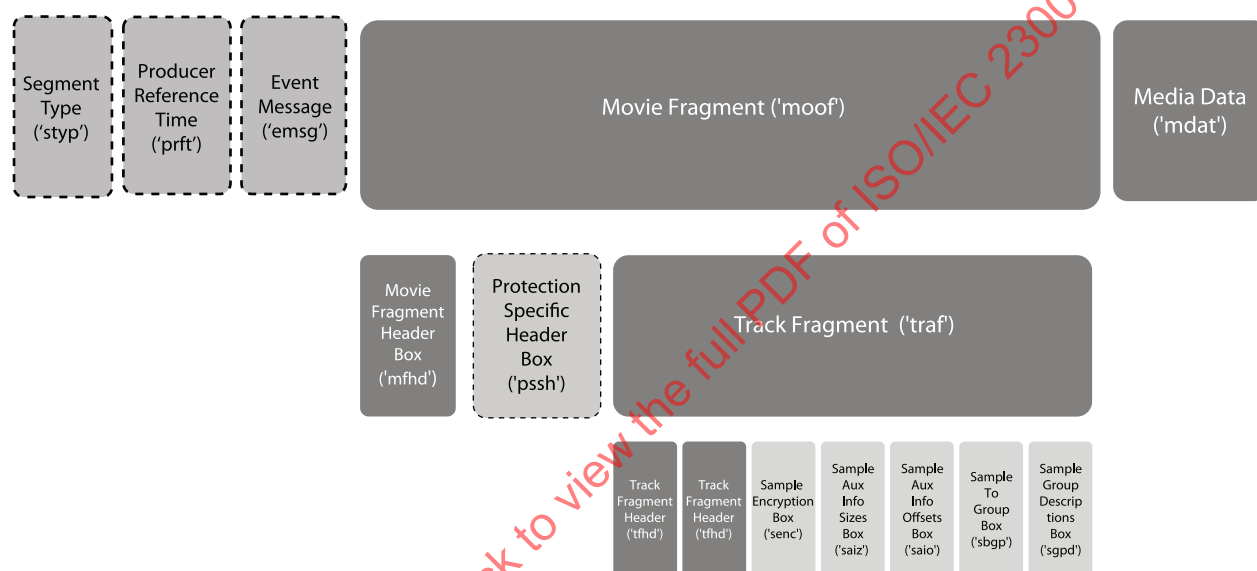 Segment
Type
(‘styp’)
Producer
Reference
Time
(‘prft’)
Event
Message
(‘emsg’)
Movie Fragment ('moof')
Media Data
('mdat')
Movie
Fragment
Header
Box
('mfhd')
Protection
Specific
Header
Box
('pssh')
Track Fragment ('traf')
Track
Fragment
Header
('tfhd')
Track
Fragment
Header
('tfhd')
Sample
Encryption
Box
('senc')
Sample
Aux
Info
Sizes
Box
('saiz')
Sample
Aux
Info
Offsets
Box
('saio')
Sample
To
Group
Box
('sbgp')
Sample
Group
Descrip
tions
Box
('sgpd')
to view the full PDF of ISO/IEC 2300